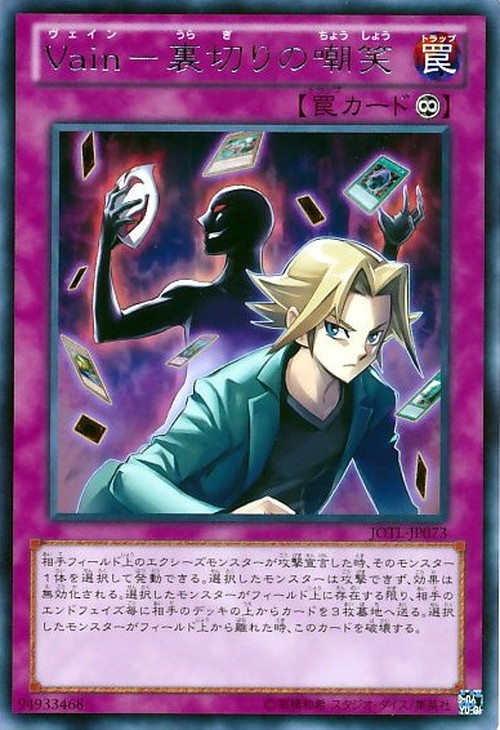 ヴェイン うら ぎ ちょう しょう
Vain－裏切りの嘲笑
トラップ
罠
【罠カード】
JOTL-JP073
相手フィールド上のエクシーズモンスターが攻撃宣言した時、そのモンスター
1体を選択して発動できる。選択したモンスターは攻撃できず、効果は
無効化される。選択したモンスターがフィールド上に存在する限り、相手の
エンドフェイズ毎に相手のデッキの上からカードを3枚墓地へ送る。選択
したモンスターがフィールド上から離れた時、このカードを破壊する。
94933468
©高橋和希 スタジオ・ダイス/集英社